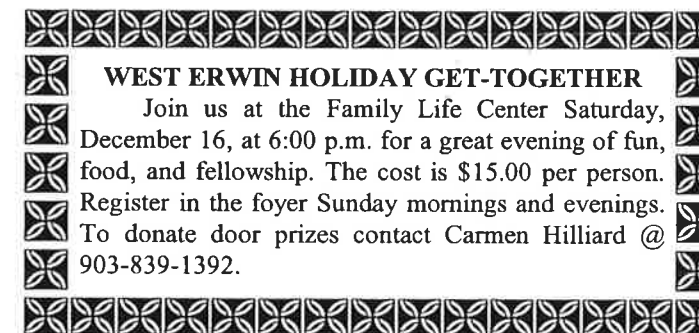 WEST ERWIN HOLIDAY GET-TOGETHER
Join us at the Family Life Center Saturday,
December 16, at 6:00 p.m. for a great evening of fun,
food, and fellowship. The cost is $15.00 per person.
Register in the foyer Sunday mornings and evenings.
To donate door prizes contact Carmen Hilliard @
903-839-1392.